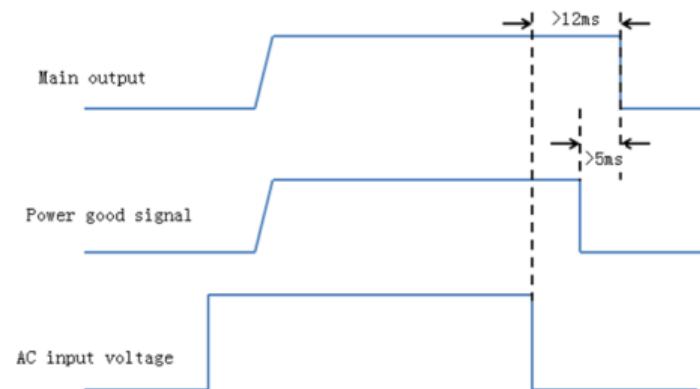 >12ms
Main output
>5ms
Power good signal
AC input voltage